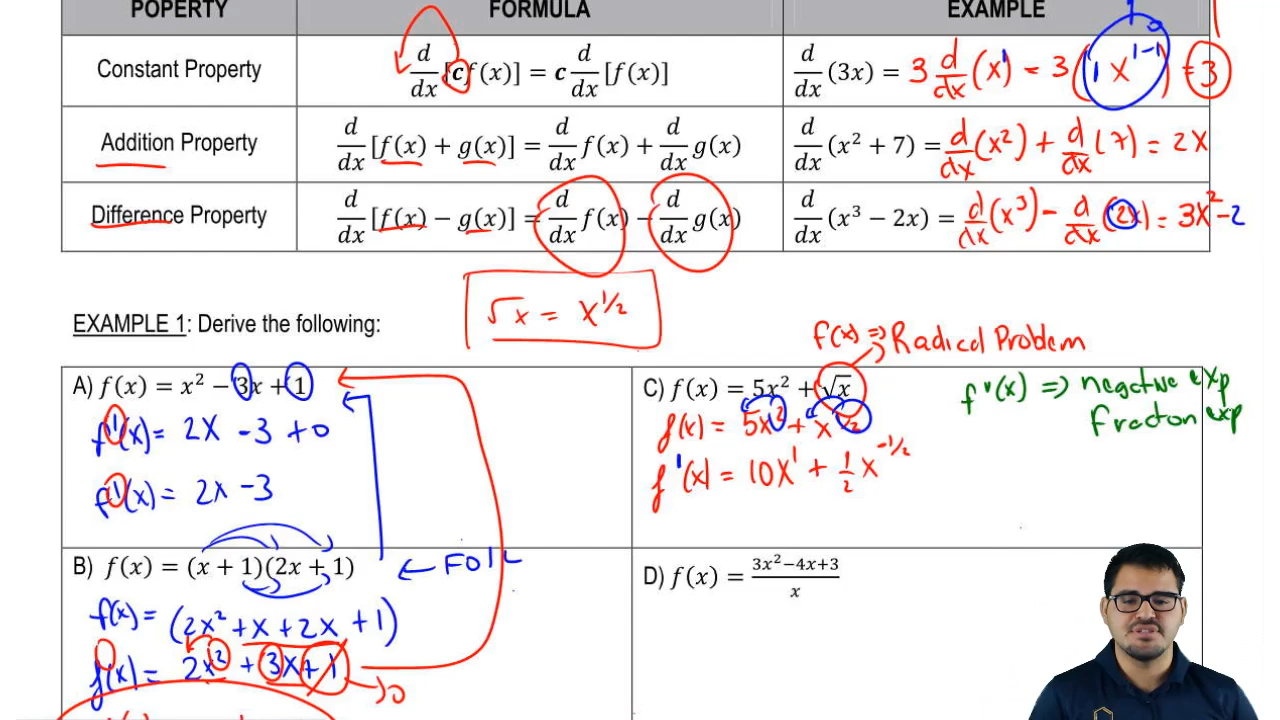 POPERTY FORMULA EXAMPLE
Constant Property d/dx [cf(x)] = c d/dx [f(x)] d/dx (3x) = 3 d/dx (x¹) = 3(1x¹⁻¹) = 3
1 0
Addition Property d/dx [f(x) + g(x)] = d/dx f(x) + d/dx g(x) d/dx (x² + 7) = d/dx (x²) + d/dx (7) = 2x
Difference Property d/dx [f(x) − g(x)] = d/dx f(x) − d/dx g(x) d/dx (x³ − 2x) = d/dx (x³) − d/dx (2x) = 3x² - 2
√x = x^1/2
EXAMPLE 1: Derive the following:
A) f(x) = x² − 3x + 1
f'(x) = 2x - 3 + 0
f'(x) = 2x - 3
B) f(x) = (x + 1)(2x + 1) ← FOIL
f(x) = (2x² + x + 2x + 1)
f(x) = 2x² + 3x + 1
0
f(x) ⇒ Radical Problem
C) f(x) = 5x² + √x
f(x) = 5x² + x^1/2
f'(x) = 10x¹ + 1/2 x^-1/2
f'(x) ⇒ negative exp
fraction exp
D) f(x) = 3x²−4x+3/x